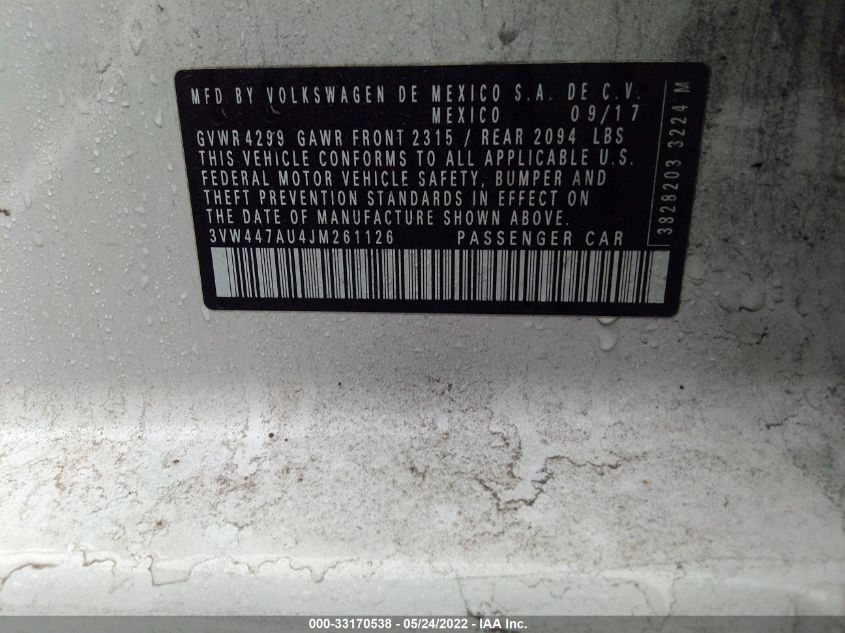 MFD BY VOLKSWAGEN DE MEXICO S.A. DE C.V.
MEXICO 09/17
GVWR 4299 GAWR FRONT 2315 / REAR 2094 LBS
THIS VEHICLE CONFORMS TO ALL APPLICABLE U.S.
FEDERAL MOTOR VEHICLE SAFETY, BUMPER AND
THEFT PREVENTION STANDARDS IN EFFECT ON
THE DATE OF MANUFACTURE SHOWN ABOVE.
3VW447AU4JM261126 PASSENGER CAR
3828203 3224 M
000-33170538 - 05/24/2022 - IAA Inc.